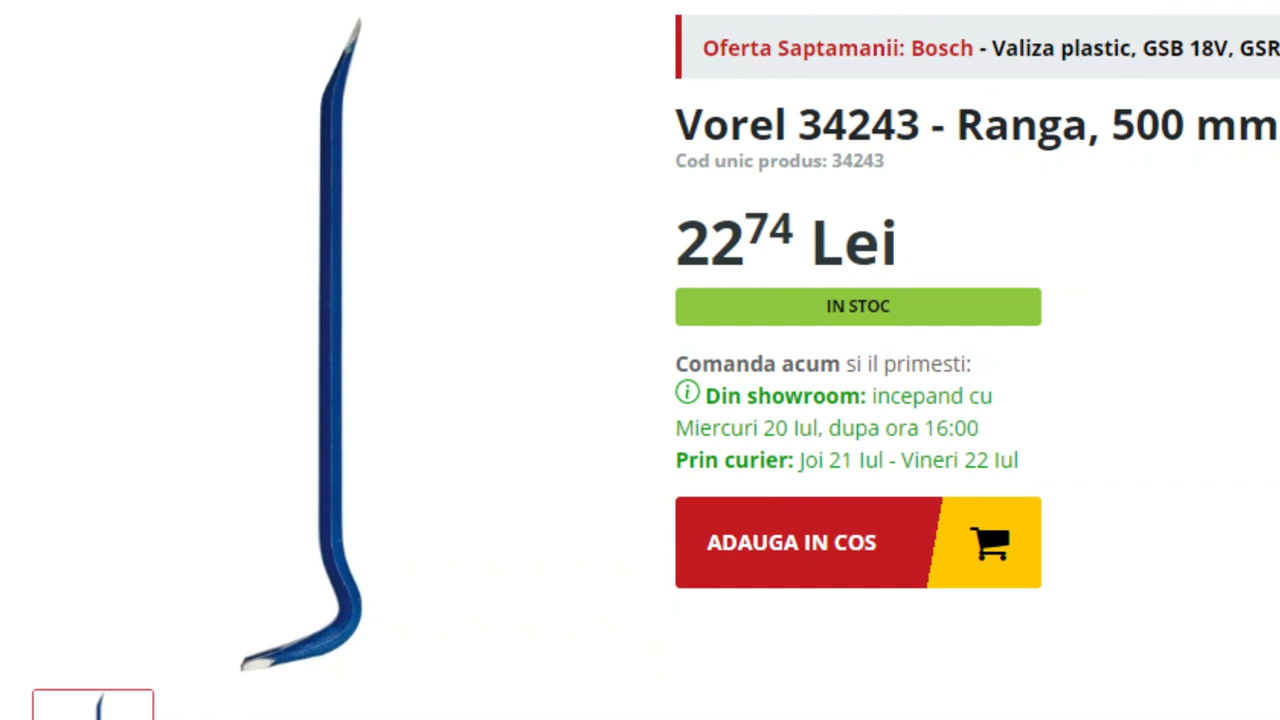 Oferta Saptamanii: Bosch - Valiza plastic, GSB 18V, GSR
Vorel 34243 - Ranga, 500 mm,
Cod unic produs: 34243
22⁷⁴ Lei
IN STOC
Comanda acum si il primesti:
Din showroom: incepand cu
Miercuri 20 Iul, dupa ora 16:00
Prin curier: Joi 21 Iul - Vineri 22 Iul
ADAUGA IN COS